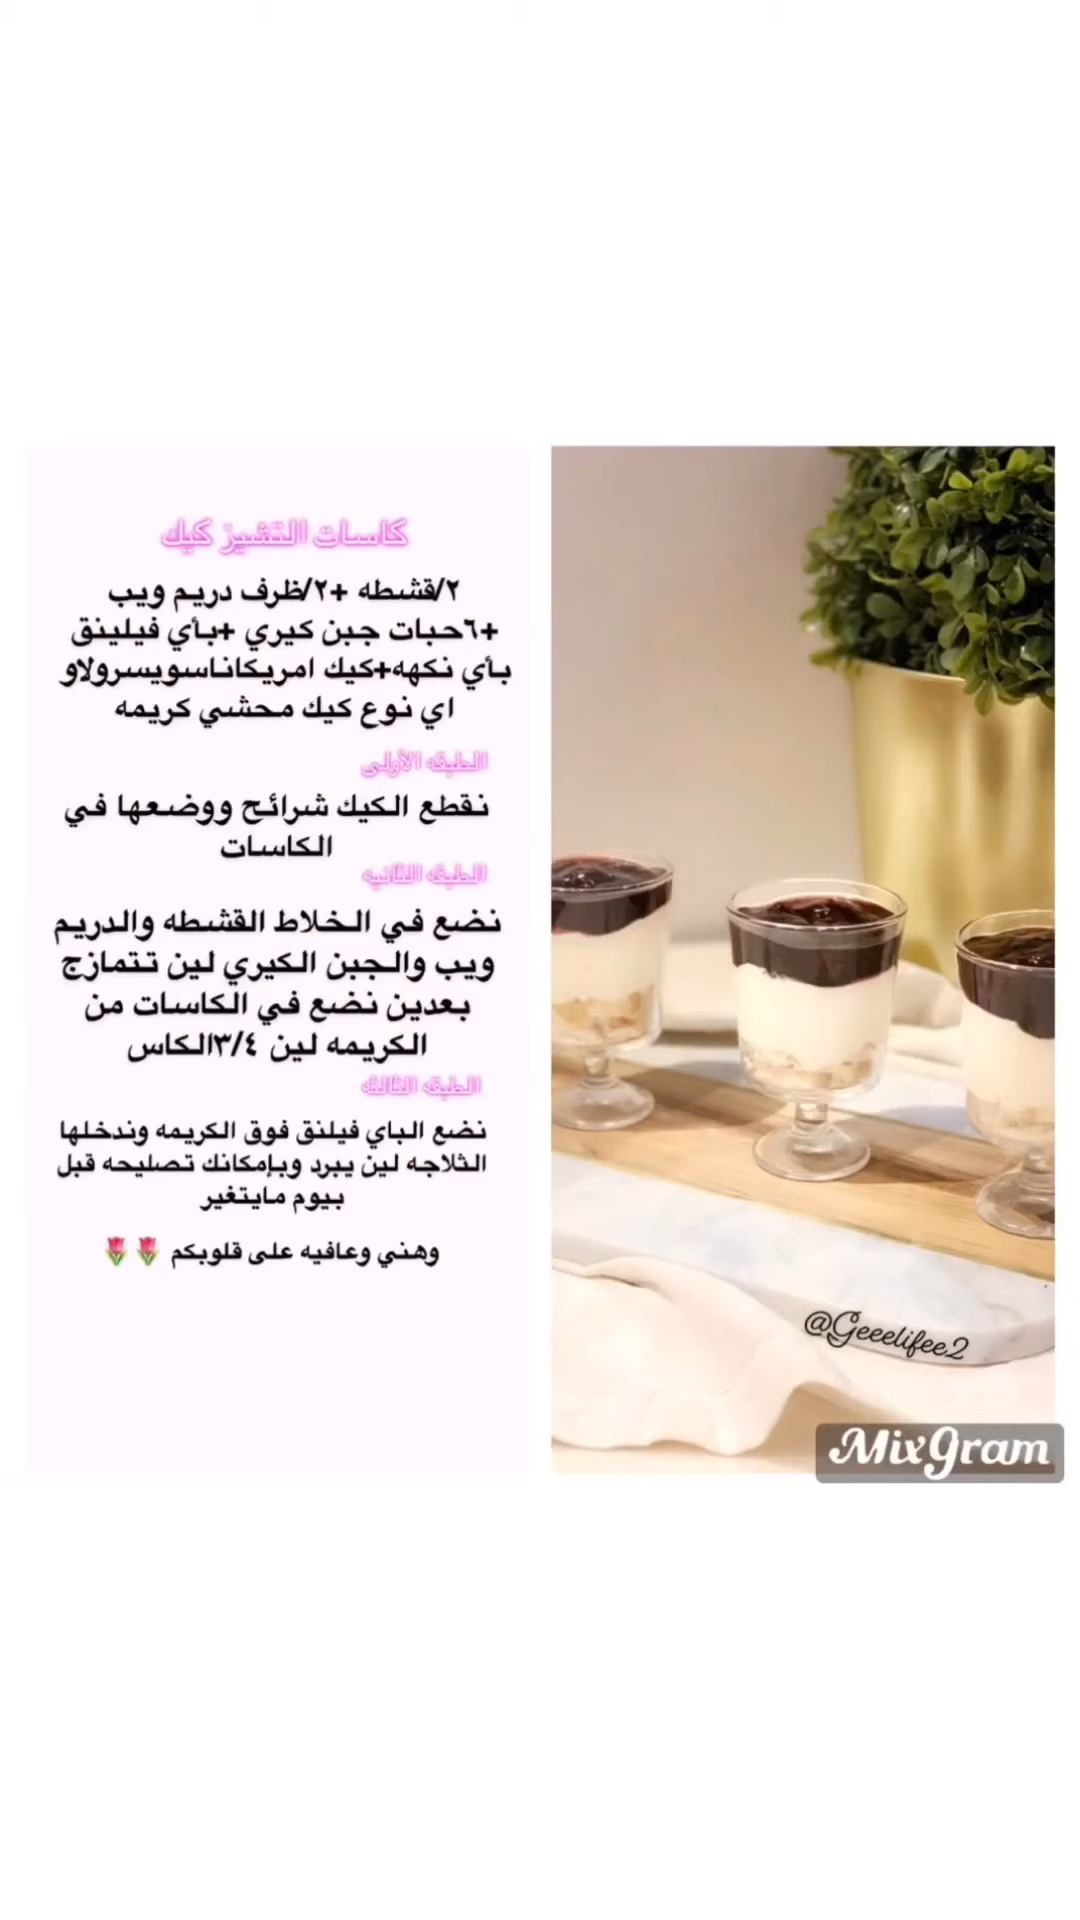 كاسات التشيز كيك
٢/قشطه +٢/ظرف دريم ويب
+٦حبات جبن كيري +بأي فيلينق
بأي نكهه+كيك امريكاناسويسرولاو
اي نوع كيك محشي كريمه
الطبقه الأولى
نقطع الكيك شرائح ووضعها في
الكاسات
الطبقه الثانيه
نضع في الخلاط القشطه والدريم
ويب والجبن الكيري لين تتمازج
بعدين نضع في الكاسات من
الكريمه لين ٣/٤الكاس
الطبقه الثالثه
نضع الباي فيلنق فوق الكريمه وندخلها
الثلاجه لين يبرد وبإمكانك تصليحه قبل
بيوم مايتغير
وهني وعافيه على قلوبكم 🌷🌷
@Geeelifee2
MixGram